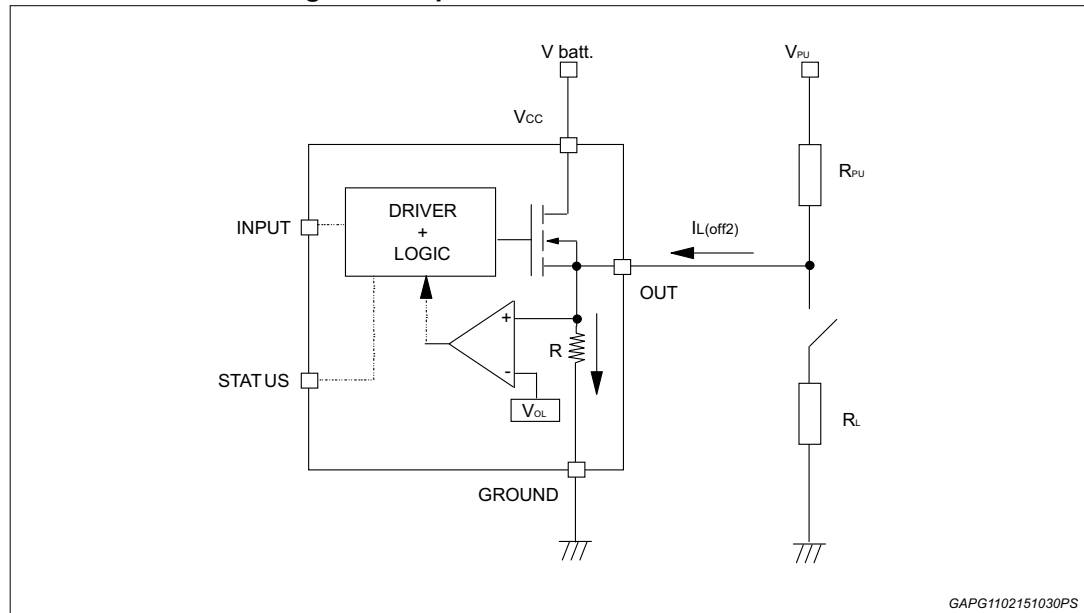 V batt.
VPU
VCC
RPU
DRIVER
+
LOGIC
INPUT
IL(off2)
OUT
+
R
-
VOL
STATUS
RL
GROUND
GAPG1102151030PS